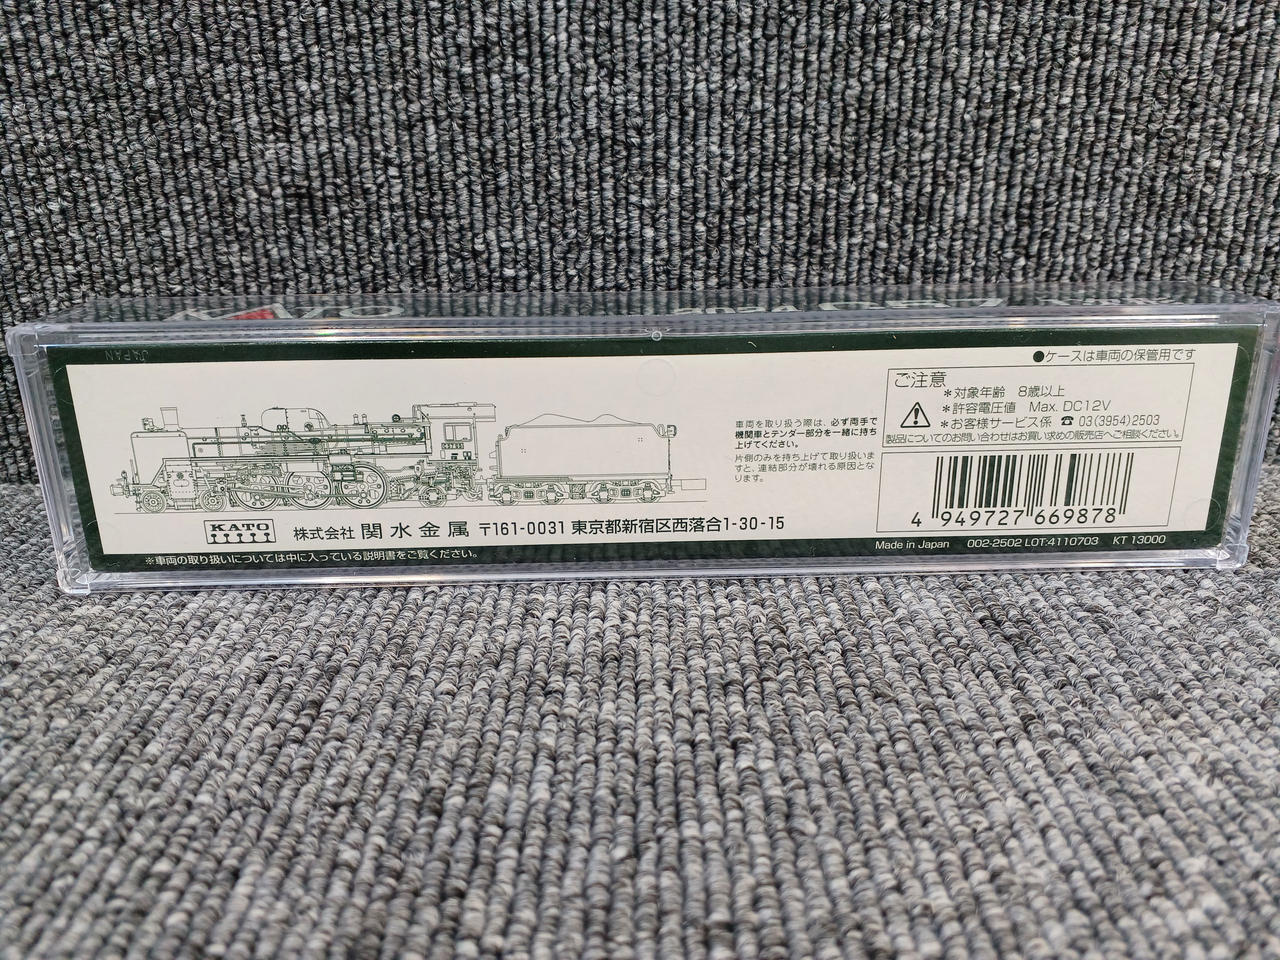 KATO
2024
C57
JAPAN
●ケースは車両の保管用です
ご注意
*対象年齢 8歳以上
*許容電圧値 Max. DC12V
*お客様サービス係 ☎ 03(3954)2503
製品についてのお問い合わせはお買い求めの販売店へご相談ください。
車両を取り扱う際は、必ず両手で
機関車とテンダー部分を一緒に持ち
上げてください。
片側のみを持ち上げて取り扱いま
すと、連結部分が壊れる原因とな
ります。
4 949727 669878
KATO
株式会社 関水金属 〒161-0031 東京都新宿区西落合1-30-15
Made in Japan 002-2502 LOT:4110703 KT 13000
※車両の取り扱いについては中に入っている説明書をご覧ください。